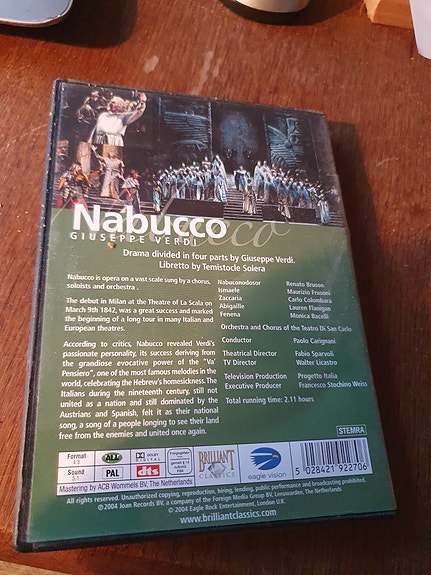 Nabucco
GIUSEPPE VERDI
Drama divided in four parts by Giuseppe Verdi.
Libretto by Temistocle Solera
Nabucco is opera on a vast scale sung by a chorus,
soloists and orchestra .
The debut in Milan at the Theatre of La Scala on
March 9th 1842, was a great success and marked
the beginning of a long tour in many Italian and
European theatres.
According to critics, Nabucco revealed Verdi's
passionate personality, its success deriving from
the grandiose evocative power of the "Va'
Pensiero", one of the most famous melodies in the
world, celebrating the Hebrew's homesickness. The
Italians during the nineteenth century, still not
united as a nation and still dominated by the
Austrians and Spanish, felt it as their national
song, a song of a people longing to see their land
free from the enemies and united once again.
Nabuconodosor Renato Bruson
Ismaele Maurizio Frusoni
Zaccaria Carlo Colombara
Abigaille Lauren Flanigan
Fenena Monica Bacelli
Orchestra and Chorus of the Teatro Di San Carlo
Conductor Paolo Carignani
Theatrical Director Fabio Sparvoli
TV Director Walter Licastro
Television Production Progetto Italia
Executive Producer Francesco Stochino Weiss
Total running time: 2.11 hours
STEMRA
Format
4:3
ALL
DOLBY
DIGITAL
Sound
5.1
PAL
dts
BRILLIANT
CLASSICS
eagle vision
5 028421 922706
Mastering by ACB Wommels BV, The Netherlands
All rights reserved. Unauthorized copying, reproduction, hiring, lending, public performance and broadcasting prohibited.
℗2004 Joan Records BV. a company of the Foreign Media Group BV, Leeuwarden, The Netherlands
© 2004 Eagle Rock Entertainment, London U.K.
www.brilliantclassics.com